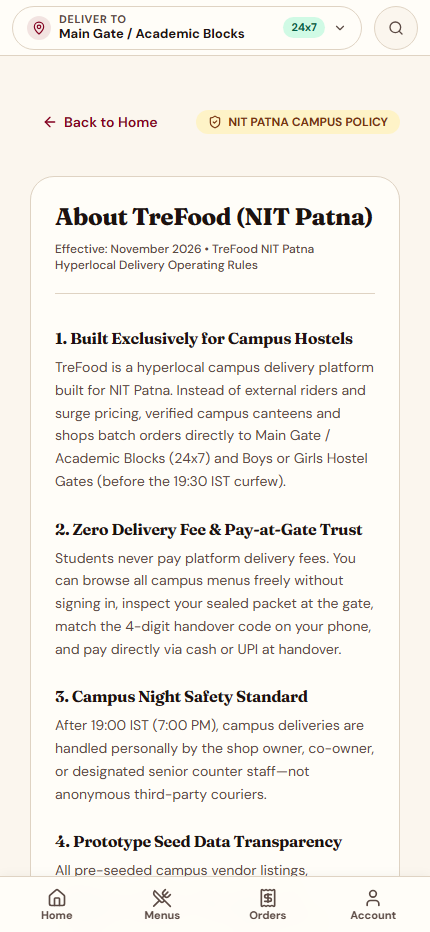 DELIVER TO
Main Gate / Academic Blocks
24x7
Back to Home
NIT PATNA CAMPUS POLICY
About TreFood (NIT Patna)
Effective: November 2026 • TreFood NIT Patna
Hyperlocal Delivery Operating Rules
1. Built Exclusively for Campus Hostels
TreFood is a hyperlocal campus delivery platform
built for NIT Patna. Instead of external riders and
surge pricing, verified campus canteens and
shops batch orders directly to Main Gate /
Academic Blocks (24x7) and Boys or Girls Hostel
Gates (before the 19:30 IST curfew).
2. Zero Delivery Fee & Pay-at-Gate Trust
Students never pay platform delivery fees. You
can browse all campus menus freely without
signing in, inspect your sealed packet at the gate,
match the 4-digit handover code on your phone,
and pay directly via cash or UPI at handover.
3. Campus Night Safety Standard
After 19:00 IST (7:00 PM), campus deliveries are
handled personally by the shop owner, co-owner,
or designated senior counter staff—not
anonymous third-party couriers.
4. Prototype Seed Data Transparency
All pre-seeded campus vendor listings,
Home
Menus
Orders
Account